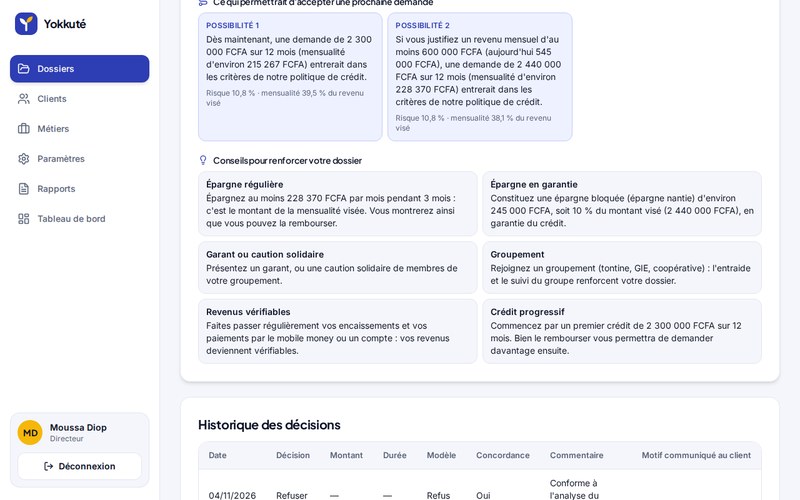 Yokkuté
Dossiers
Clients
Métiers
Paramètres
Rapports
Tableau de bord
MD
Moussa Diop
Directeur
Déconnexion
Ce qui permettrait d'accepter une prochaine demande
POSSIBILITÉ 1
Dès maintenant, une demande de 2 300
000 FCFA sur 12 mois (mensualité
d'environ 215 267 FCFA) entrerait dans
les critères de notre politique de crédit.
Risque 10,8 % · mensualité 39,5 % du revenu
visé
POSSIBILITÉ 2
Si vous justifiez un revenu mensuel d'au
moins 600 000 FCFA (aujourd'hui 545
000 FCFA), une demande de 2 440 000
FCFA sur 12 mois (mensualité d'environ
228 370 FCFA) entrerait dans les
critères de notre politique de crédit.
Risque 10,8 % · mensualité 38,1 % du revenu
visé
Conseils pour renforcer votre dossier
Épargne régulière
Épargnez au moins 228 370 FCFA par mois pendant 3 mois :
c'est le montant de la mensualité visée. Vous montrerez ainsi
que vous pouvez la rembourser.
Épargne en garantie
Constituez une épargne bloquée (épargne nantie) d'environ
245 000 FCFA, soit 10 % du montant visé (2 440 000 FCFA), en
garantie du crédit.
Garant ou caution solidaire
Présentez un garant, ou une caution solidaire de membres de
votre groupement.
Groupement
Rejoignez un groupement (tontine, GIE, coopérative) : l'entraide
et le suivi du groupe renforcent votre dossier.
Revenus vérifiables
Faites passer régulièrement vos encaissements et vos
paiements par le mobile money ou un compte : vos revenus
deviennent vérifiables.
Crédit progressif
Commencez par un premier crédit de 2 300 000 FCFA sur 12
mois. Bien le rembourser vous permettra de demander
davantage ensuite.
Historique des décisions
Date Décision Montant Durée Modèle Concordance Commentaire Motif communiqué au client
04/11/2026 Refuser — — Refus Oui Conforme à
l'analyse du